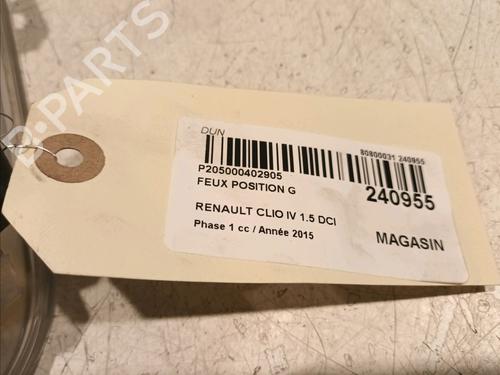 DUN
80800031 240955
P205000402905
FEUX POSITION G
240955
RENAULT CLIO IV 1.5 DCI
Phase 1 cc / Année 2015
MAGASIN
B-PARTS